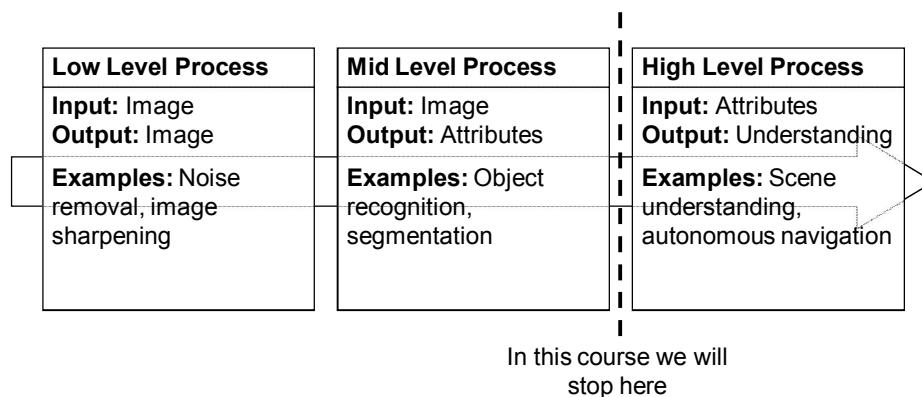 Low Level Process
Input: Image
Output: Image
Examples: Noise
removal, image
sharpening
Mid Level Process
Input: Image
Output: Attributes
Examples: Object
recognition,
segmentation
High Level Process
Input: Attributes
Output: Understanding
Examples: Scene
understanding,
autonomous navigation
In this course we will
stop here